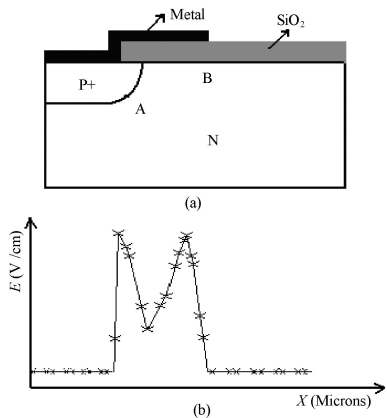 Metal
SiO₂
P+
B
A
N
(a)
E (V /cm)
X (Microns)
(b)